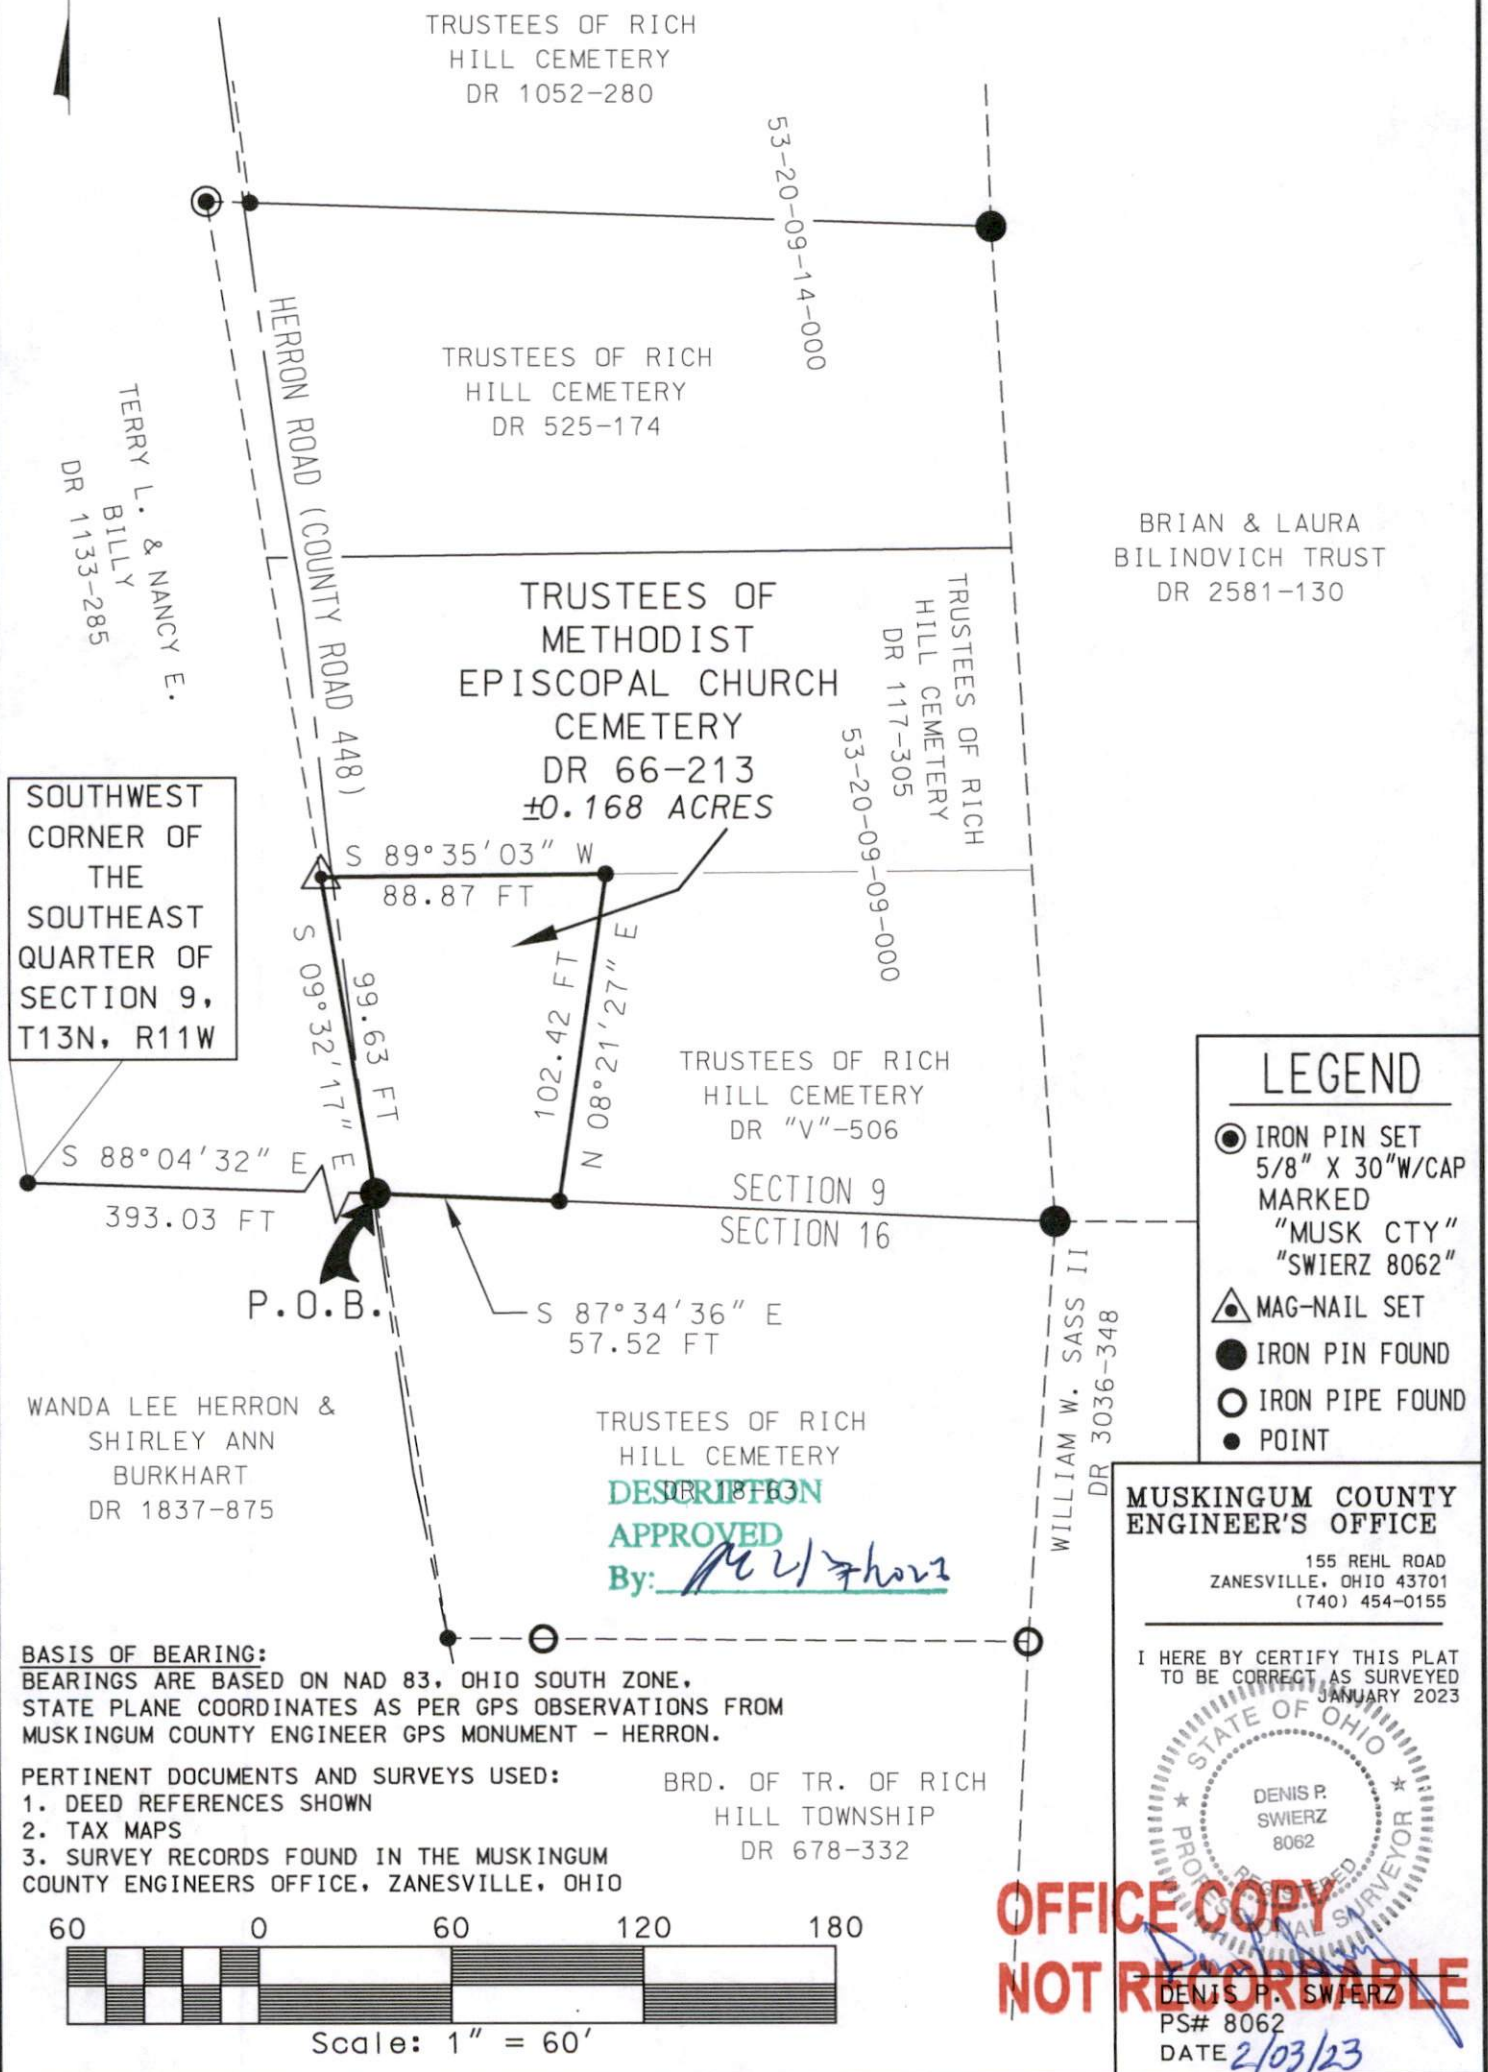 TRUSTEES OF RICH
HILL CEMETERY
DR 1052-280
53-20-09-14-000
HERRON ROAD (COUNTY ROAD 448)
TRUSTEES OF RICH
HILL CEMETERY
DR 525-174
TERRY L. & NANCY E.
BILLY
DR 1133-285
BRIAN & LAURA
BILINOVICH TRUST
DR 2581-130
TRUSTEES OF
METHODIST
EPISCOPAL CHURCH
CEMETERY
DR 66-213
±0.168 ACRES
TRUSTEES OF RICH
HILL CEMETERY
DR 117-305
53-20-09-09-000
SOUTHWEST
CORNER OF
THE
SOUTHEAST
QUARTER OF
SECTION 9,
T13N, R11W
S 89°35'03" W
88.87 FT
S 09°32'17" E
99.63 FT
102.42 FT
N 08°21'27" E
TRUSTEES OF RICH
HILL CEMETERY
DR "V"-506
S 88°04'32" E
393.03 FT
SECTION 9
SECTION 16
P.O.B.
S 87°34'36" E
57.52 FT
WILLIAM W. SASS II
DR 3036-348
LEGEND
IRON PIN SET
5/8" X 30"W/CAP
MARKED
"MUSK CTY"
"SWIERZ 8062"
MAG-NAIL SET
IRON PIN FOUND
IRON PIPE FOUND
POINT
WANDA LEE HERRON &
SHIRLEY ANN
BURKHART
DR 1837-875
TRUSTEES OF RICH
HILL CEMETERY
DR 18-63
DESCRIPTION
APPROVED
By:
MUSKINGUM COUNTY
ENGINEER'S OFFICE
155 REHL ROAD
ZANESVILLE, OHIO 43701
(740) 454-0155
I HERE BY CERTIFY THIS PLAT
TO BE CORRECT AS SURVEYED
JANUARY 2023
STATE OF OHIO
DENIS P.
SWIERZ
8062
REGISTERED
PROFESSIONAL SURVEYOR
BASIS OF BEARING:
BEARINGS ARE BASED ON NAD 83, OHIO SOUTH ZONE,
STATE PLANE COORDINATES AS PER GPS OBSERVATIONS FROM
MUSKINGUM COUNTY ENGINEER GPS MONUMENT - HERRON.
PERTINENT DOCUMENTS AND SURVEYS USED:
1. DEED REFERENCES SHOWN
2. TAX MAPS
3. SURVEY RECORDS FOUND IN THE MUSKINGUM
COUNTY ENGINEERS OFFICE, ZANESVILLE, OHIO
BRD. OF TR. OF RICH
HILL TOWNSHIP
DR 678-332
60 0 60 120 180
Scale: 1" = 60'
OFFICE COPY
NOT RECORDABLE
DENIS P. SWIERZ
PS# 8062
DATE 2/03/23